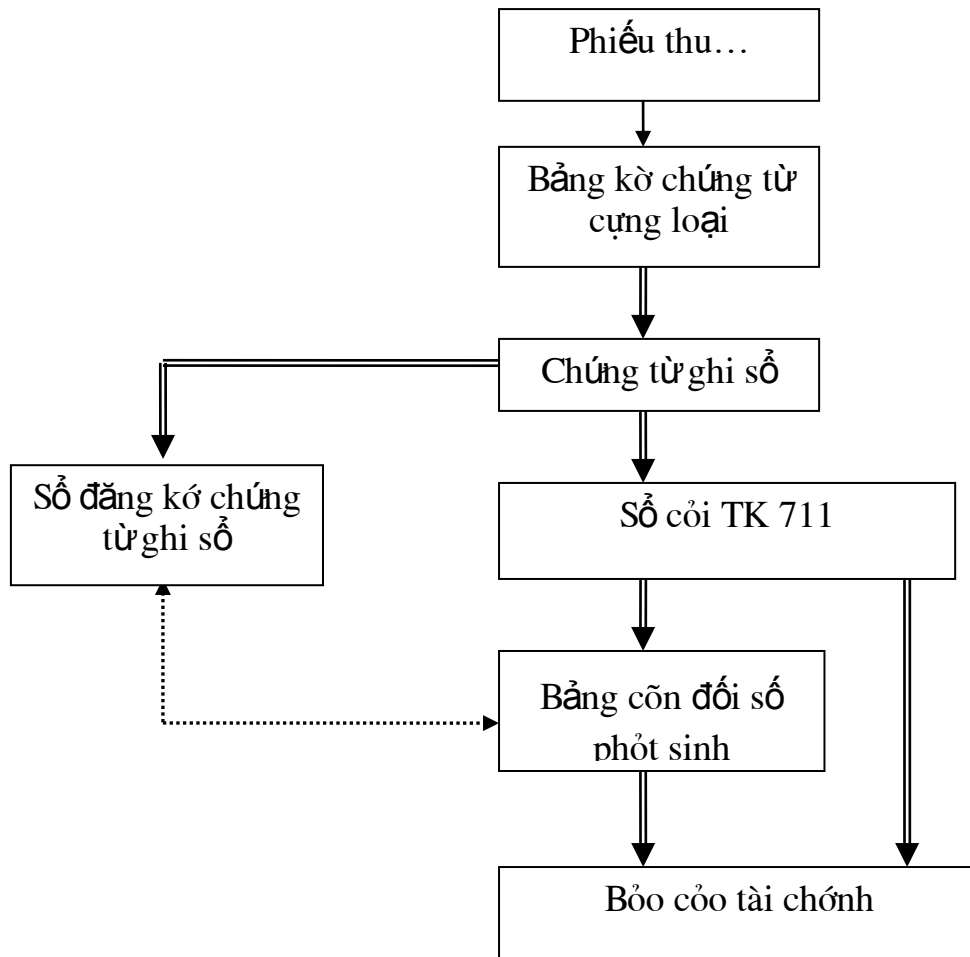 Phiếu thu…
Bảng kờ chứng từ
cựng loại
Chứng từ ghi sổ
Sổ đăng kớ chứng
từ ghi sổ
Sổ cỏi TK 711
Bảng cõn đối số
phỏt sinh
Bỏo cỏo tài chớnh